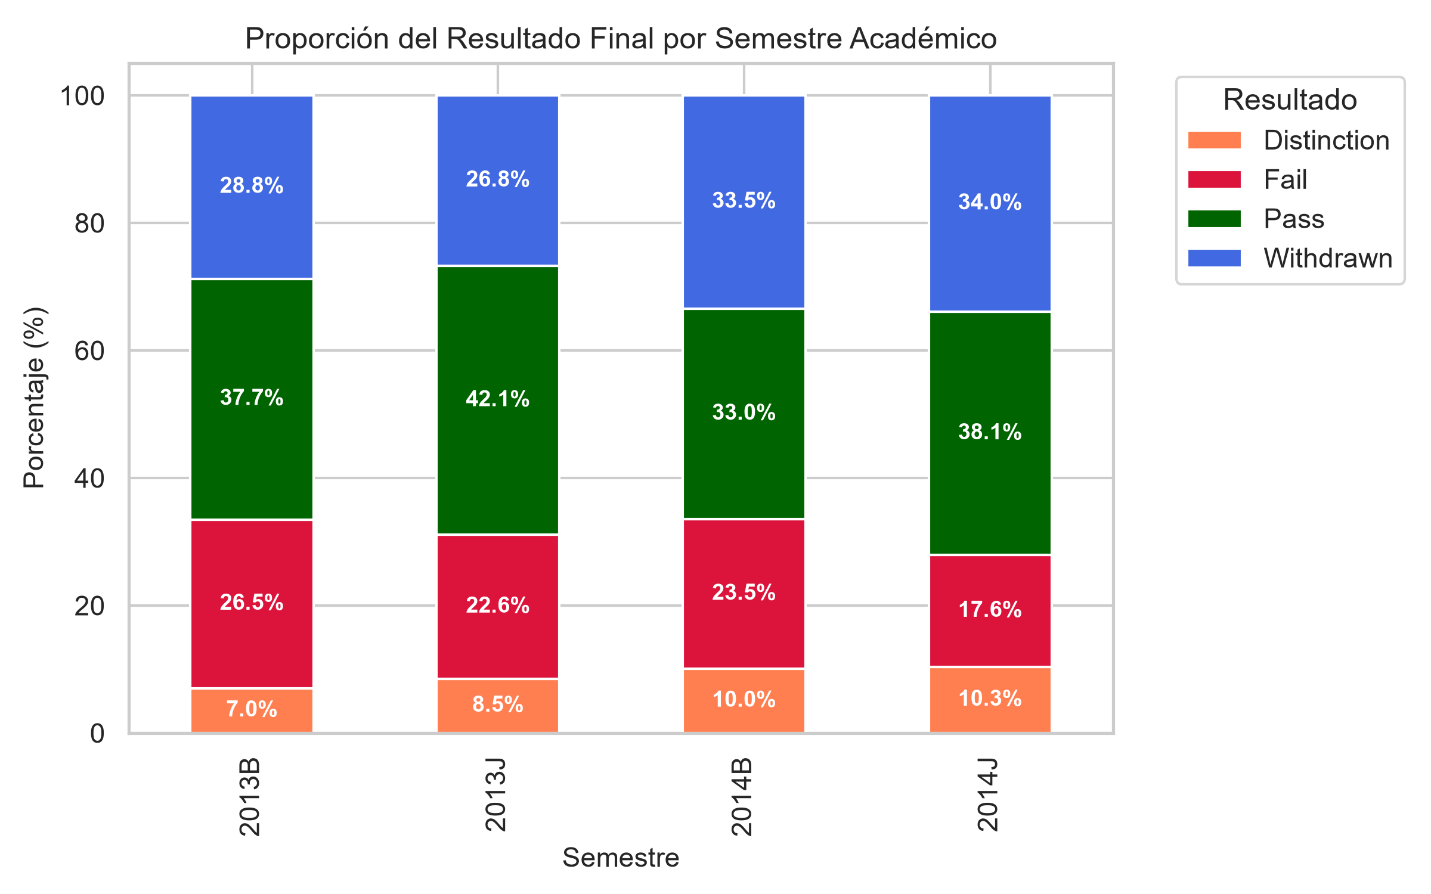 Proporción del Resultado Final por Semestre Académico
Resultado
Distinction
Fail
Pass
Withdrawn
Porcentaje (%)
100
80
60
40
20
0
28.8%
26.8%
33.5%
34.0%
37.7%
42.1%
33.0%
38.1%
26.5%
22.6%
23.5%
17.6%
7.0%
8.5%
10.0%
10.3%
2013B
2013J
2014B
2014J
Semestre